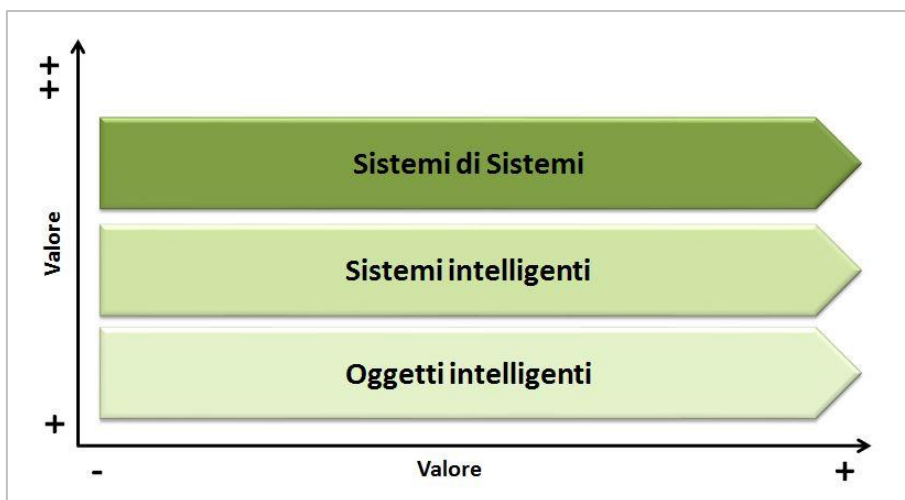 ++
++
Sistemi di Sistemi
Valore
Sistemi intelligenti
Oggetti intelligenti
+
-
Valore
+